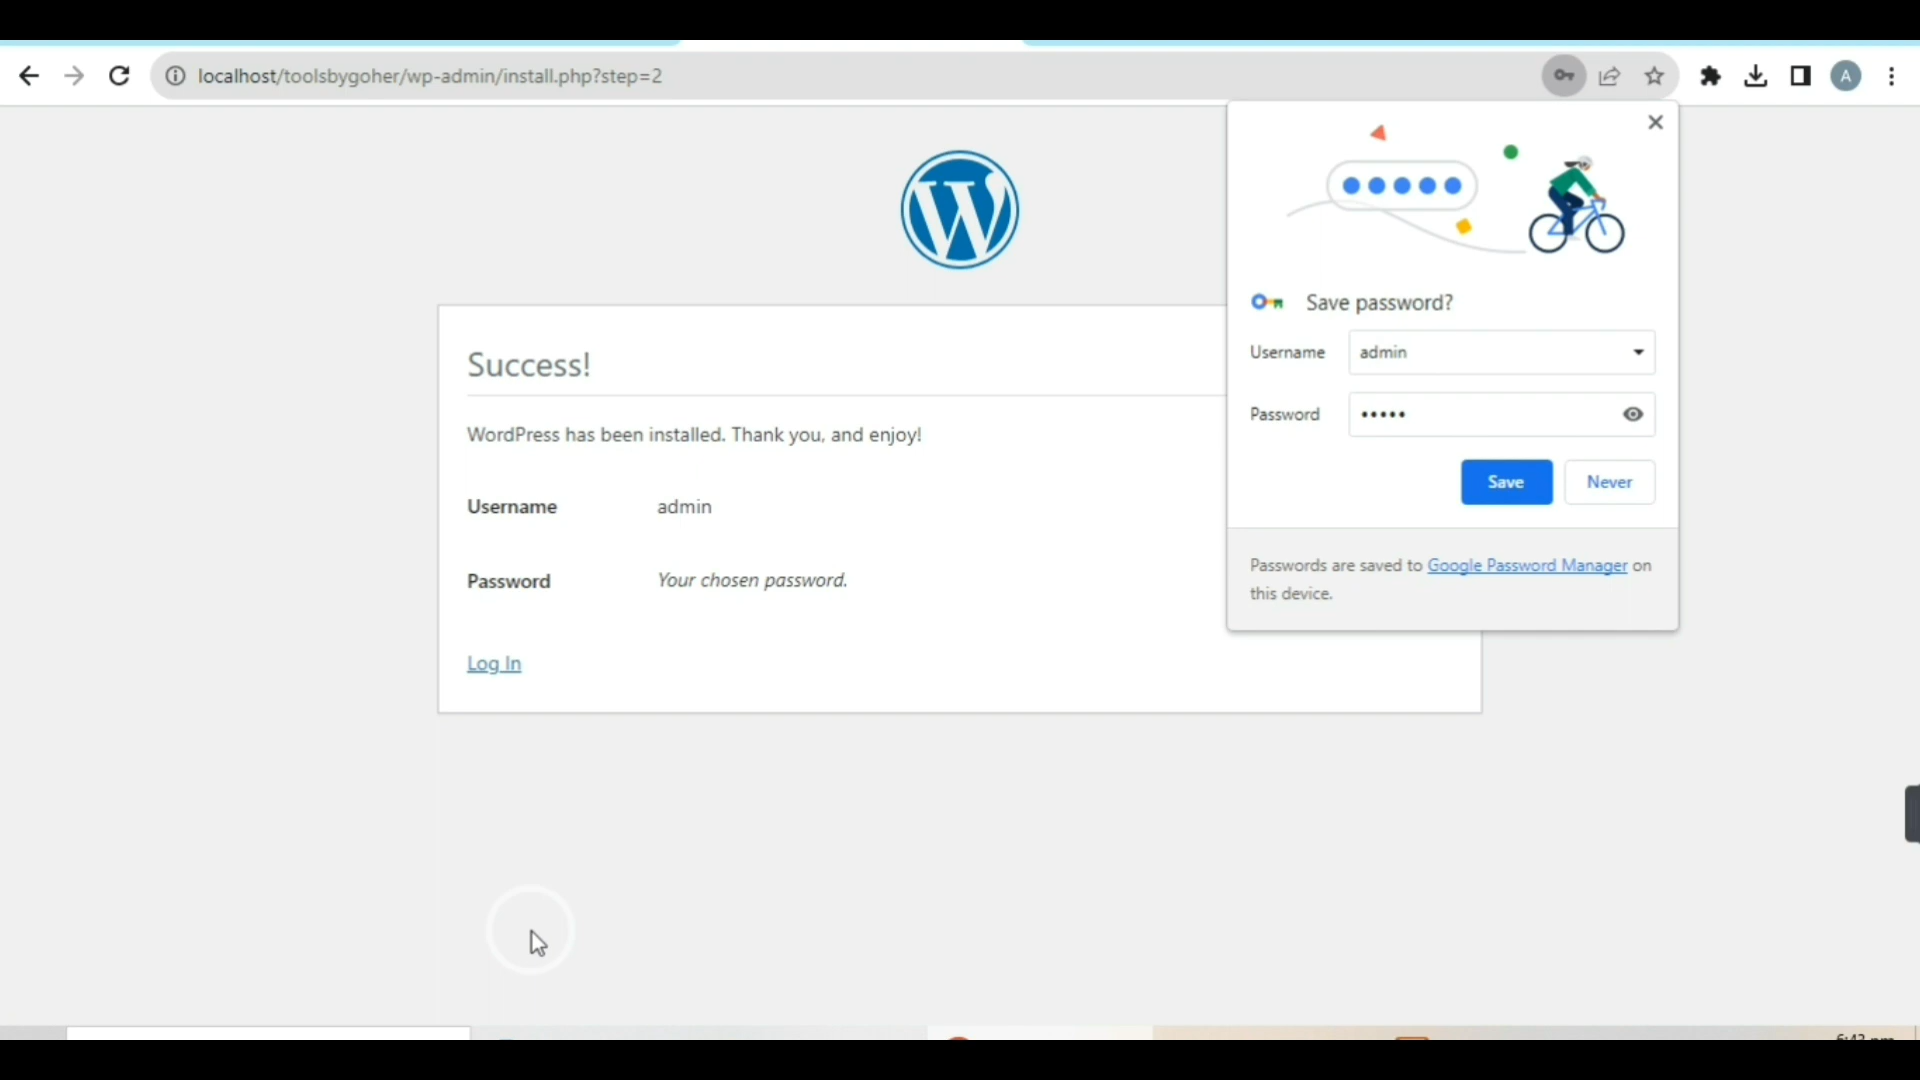 localhost/toolsbygoher/wp-admin/install.php?step=2
A
Save password?
Username admin
Password •••••
Save Never
Passwords are saved to Google Password Manager on
this device.
Success!
WordPress has been installed. Thank you, and enjoy!
Username admin
Password Your chosen password.
Log In